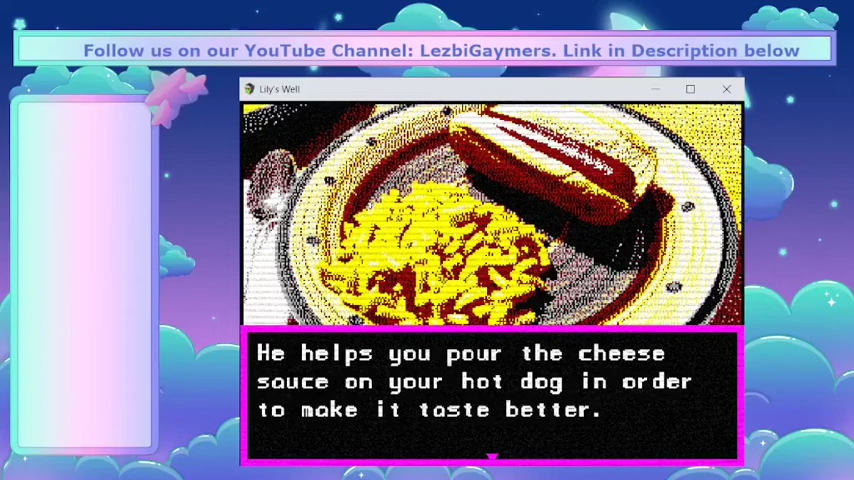 Follow us on our YouTube Channel: LezbiGaymers. Link in Description below
Lily's Well
He helps you pour the cheese
sauce on your hot dog in order
to make it taste better.